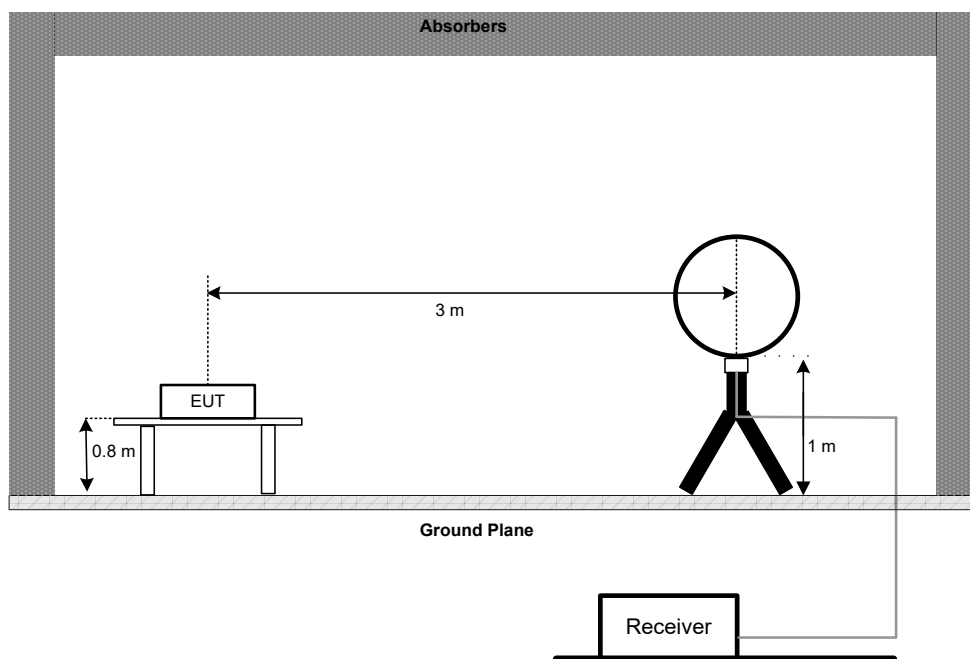 Absorbers
3 m
EUT
0.8 m
1 m
Ground Plane
Receiver